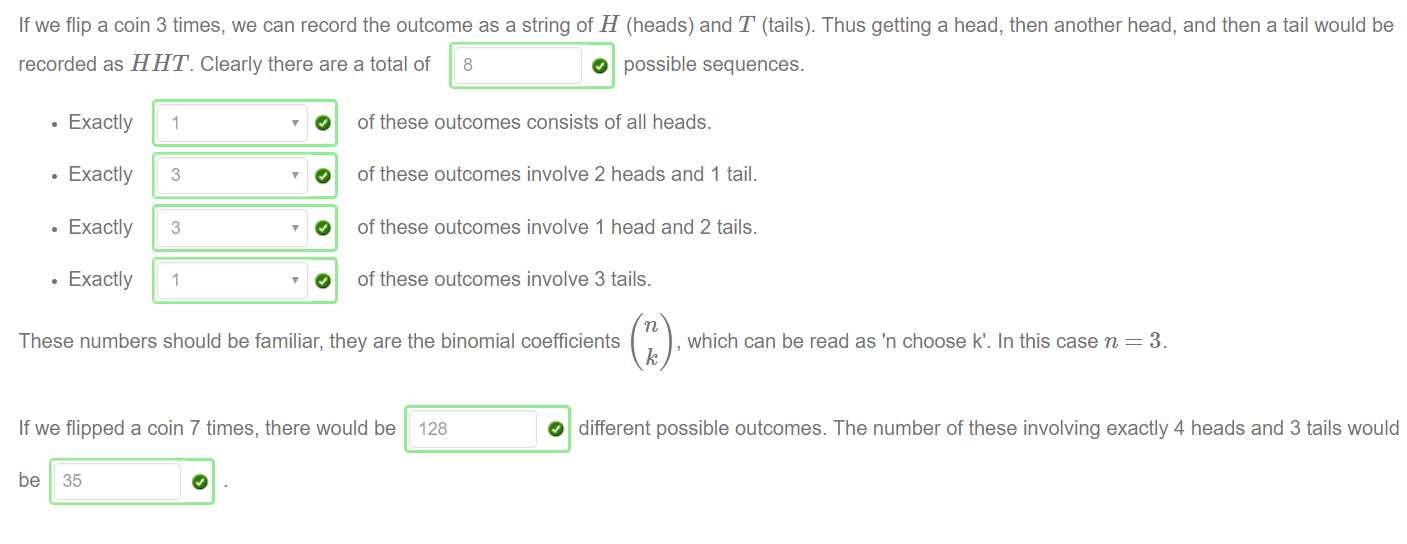 If we flip a coin 3 times, we can record the outcome as a string of H (heads) and T (tails). Thus getting a head, then another head, and then a tail would be
recorded as HHT. Clearly there are a total of 8 possible sequences.
• Exactly 1 of these outcomes consists of all heads.
• Exactly 3 of these outcomes involve 2 heads and 1 tail.
• Exactly 3 of these outcomes involve 1 head and 2 tails.
• Exactly 1 of these outcomes involve 3 tails.
These numbers should be familiar, they are the binomial coefficients (n k), which can be read as 'n choose k'. In this case n = 3.
If we flipped a coin 7 times, there would be 128 different possible outcomes. The number of these involving exactly 4 heads and 3 tails would
be 35 .